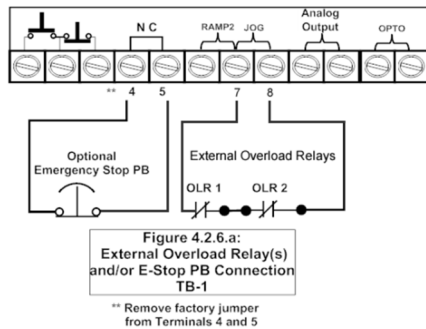 N C
RAMP2
JOG
Analog
Output
OPTO
** 4 5 7 8
Optional
Emergency Stop PB
External Overload Relays
OLR 1
OLR 2
Figure 4.2.6.a:
External Overload Relay(s)
and/or E-Stop PB Connection
TB-1
** Remove factory jumper
from Terminals 4 and 5